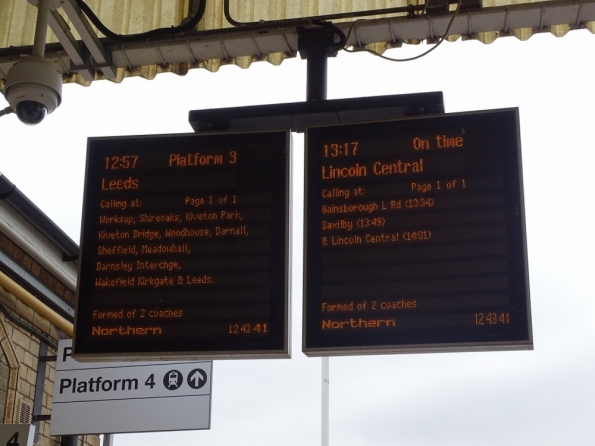 12:57 Platform 3
Leeds
Calling at: Page 1 of 1
Worksop, Shireoaks, Kiveton Park,
Kiveton Bridge, Woodhouse, Darnall,
Sheffield, Meadowhall,
Barnsley Interchge,
Wakefield Kirkgate & Leeds.
Formed of 2 coaches
Northern 12:43:41
13:17 On time
Lincoln Central
Calling at: Page 1 of 1
Gainsborough L Rd (13:34)
Saxilby (13:49)
& Lincoln Central (14:01)
Formed of 2 coaches
Northern 12:43:41
P
Platform 4
4